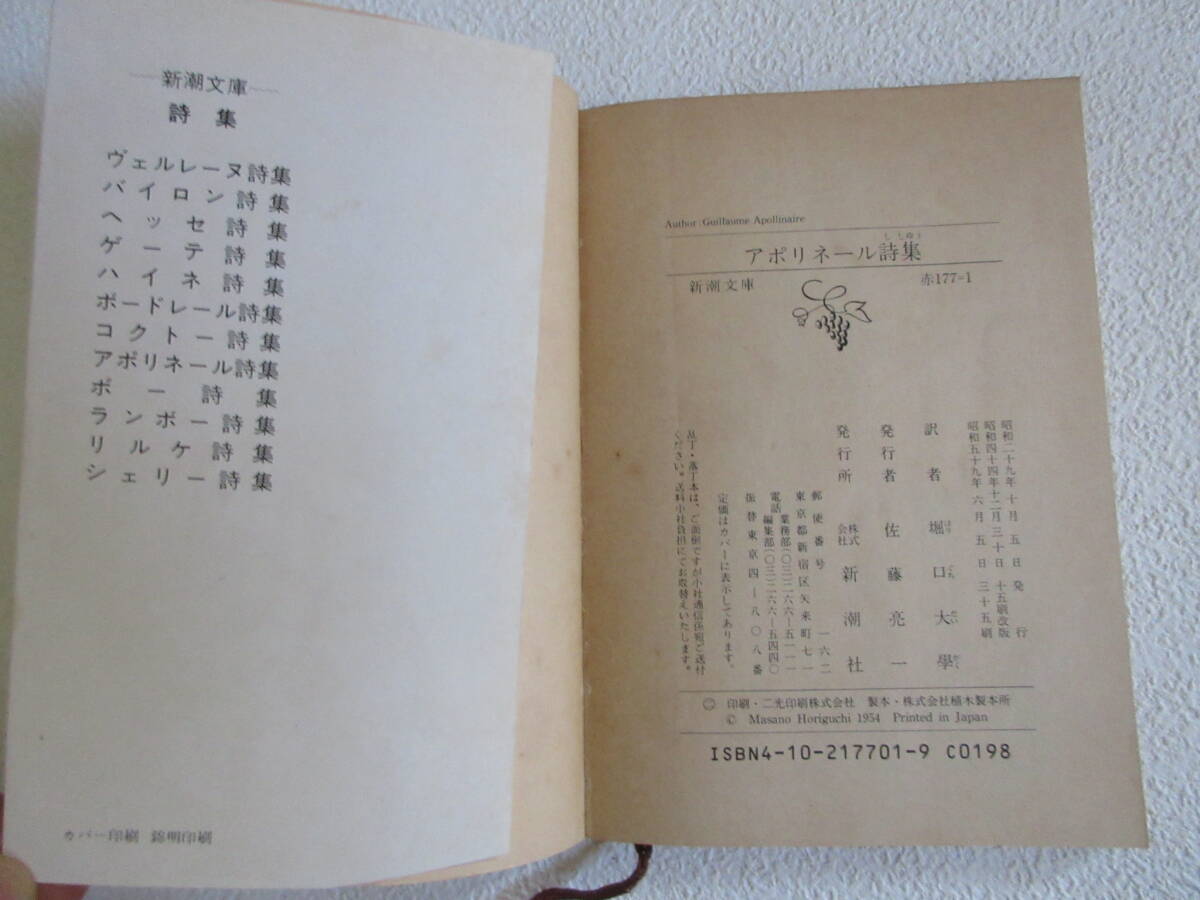 新潮文庫
詩集
ヴェルレーヌ詩集
バイロン詩集
ヘッセ詩集
ゲーテ詩集
ハイネ詩集
ボードレール詩集
コクトー詩集
アポリネール詩集
ポー詩集
ランボー詩集
リルケ詩集
シェリー詩集
カバー印刷 錦明印刷
Author : Guillaume Apollinaire
アポリネール詩集
新潮文庫 赤177=1
昭和二十九年十月五日発行
昭和四十四年十二月三十日十五刷改版
昭和五十九年六月五日三十五刷
訳者 堀口大學
発行者 佐藤亮一
発行所 株式会社 新潮社
郵便番号 一六二
東京都新宿区矢来町七一
電話 業務部(〇三)二六六―五一一一
編集部(〇三)二六六―五四四〇
振替東京四―八〇八番
定価はカバーに表示してあります。
乱丁・落丁本は、ご面倒ですが小社通信係宛ご送付
ください。送料小社負担にてお取替えいたします。
印刷・二光印刷株式会社 製本・株式会社植木製本所
© Masano Horiguchi 1954 Printed in Japan
ISBN4-10-217701-9 C0198